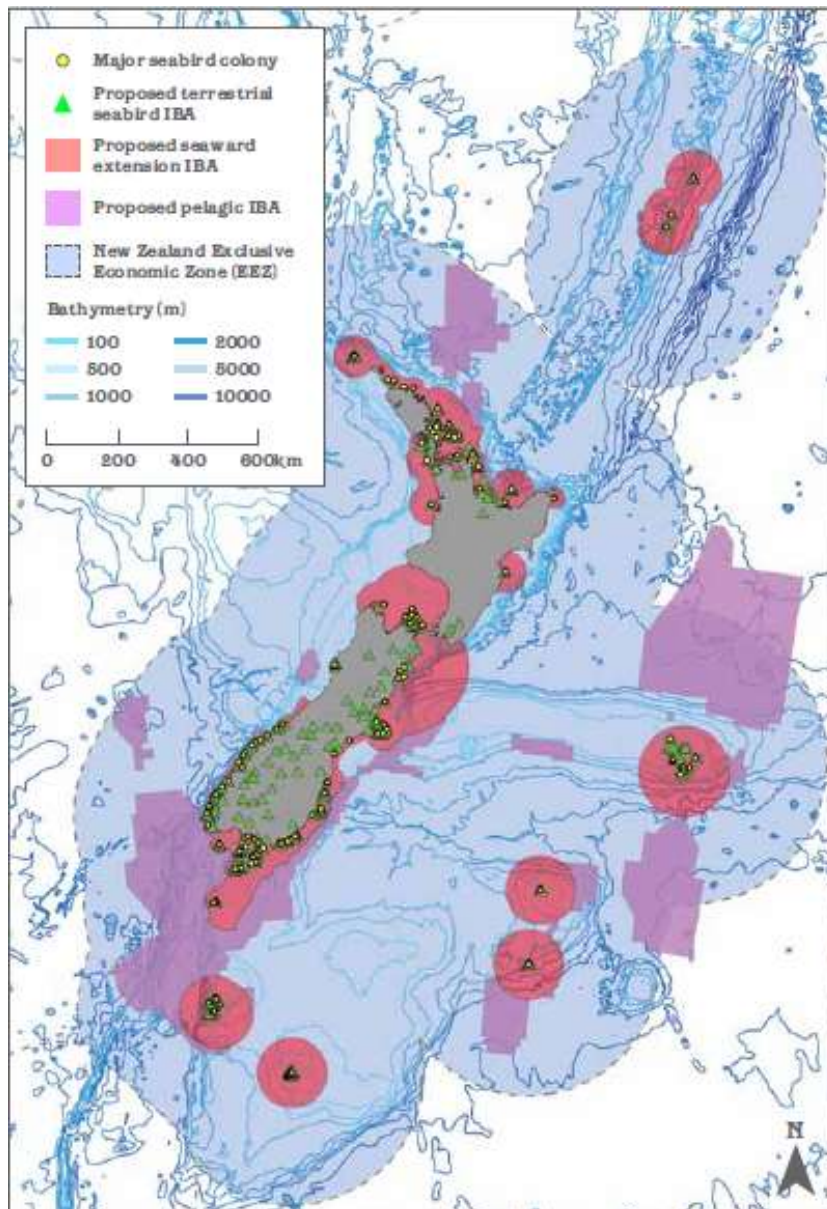 Major seabird colony
Proposed terrestrial
seabird IBA
Proposed seaward
extension IBA
Proposed pelagic IBA
New Zealand Exclusive
Economic Zone (EEZ)
Bathymetry (m)
100
500
1000
2000
5000
10000
0 200 400 600km
N